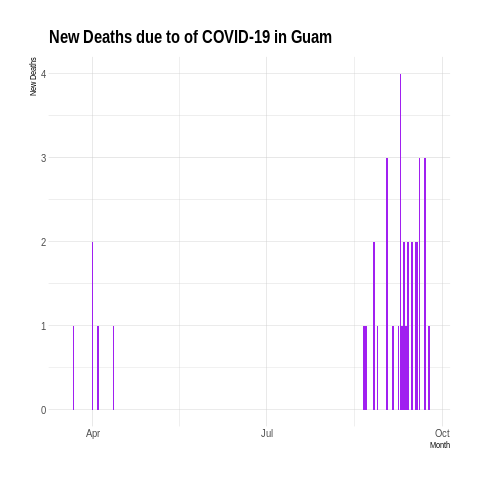 New Deaths due to of COVID-19 in Guam
New Deaths
4
3
2
1
0
Apr
Jul
Oct
Month